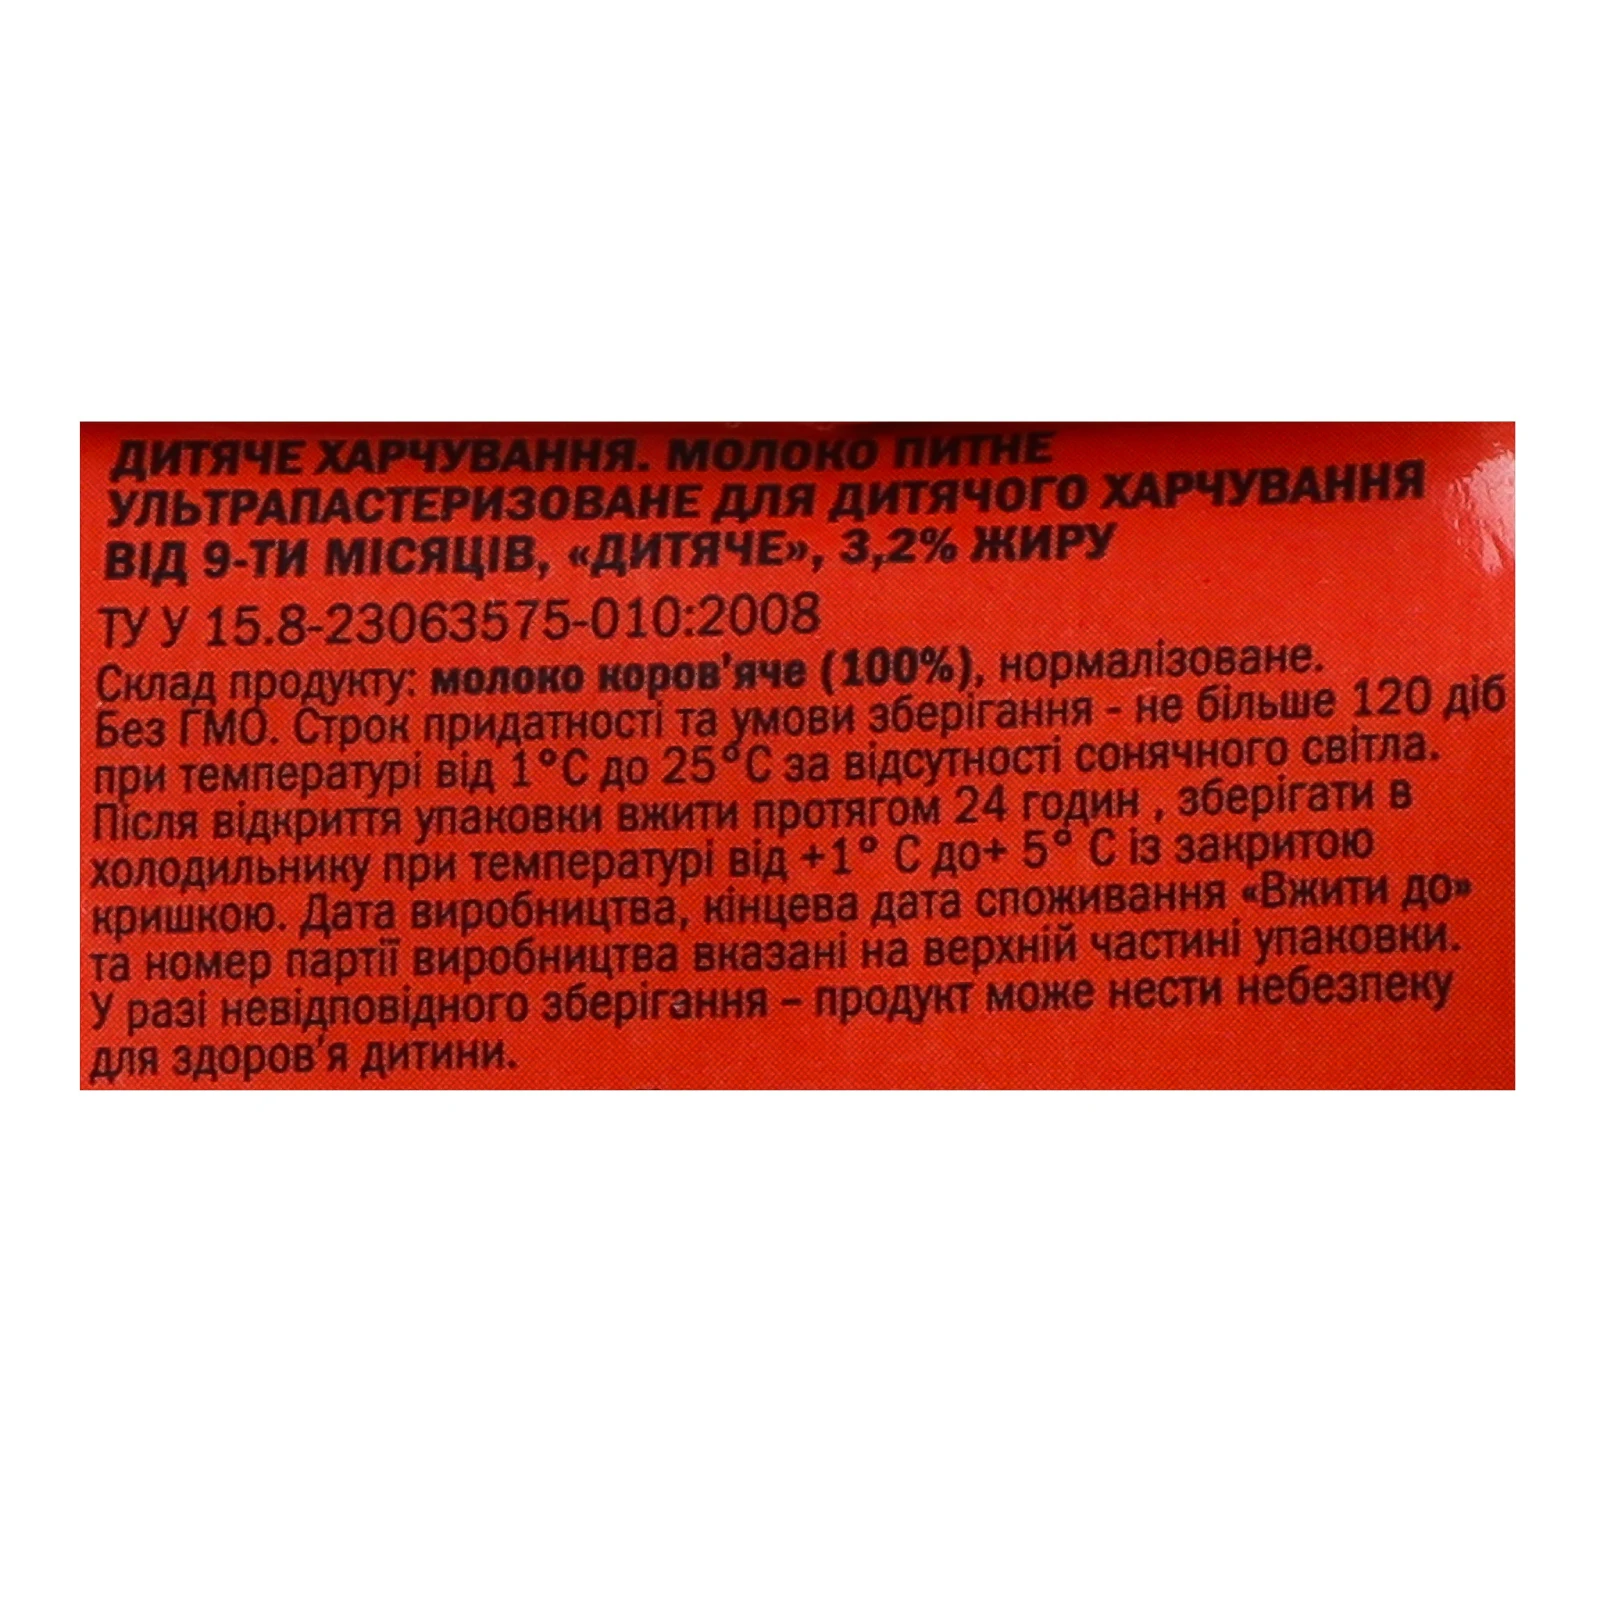 ДИТЯЧЕ ХАРЧУВАННЯ. МОЛОКО ПИТНЕ
УЛЬТРАПАСТЕРИЗОВАНЕ ДЛЯ ДИТЯЧОГО ХАРЧУВАННЯ
ВІД 9-ТИ МІСЯЦІВ, «ДИТЯЧЕ», 3,2% ЖИРУ
ТУ У 15.8-23063575-010:2008
Склад продукту: молоко коров'яче (100%), нормалізоване.
Без ГМО. Строк придатності та умови зберігання - не більше 120 діб
при температурі від 1°С до 25°С за відсутності сонячного світла.
Після відкриття упаковки вжити протягом 24 годин , зберігати в
холодильнику при температурі від +1° С до+ 5° С із закритою
кришкою. Дата виробництва, кінцева дата споживання «Вжити до»
та номер партії виробництва вказані на верхній частині упаковки.
У разі невідповідного зберігання – продукт може нести небезпеку
для здоров'я дитини.